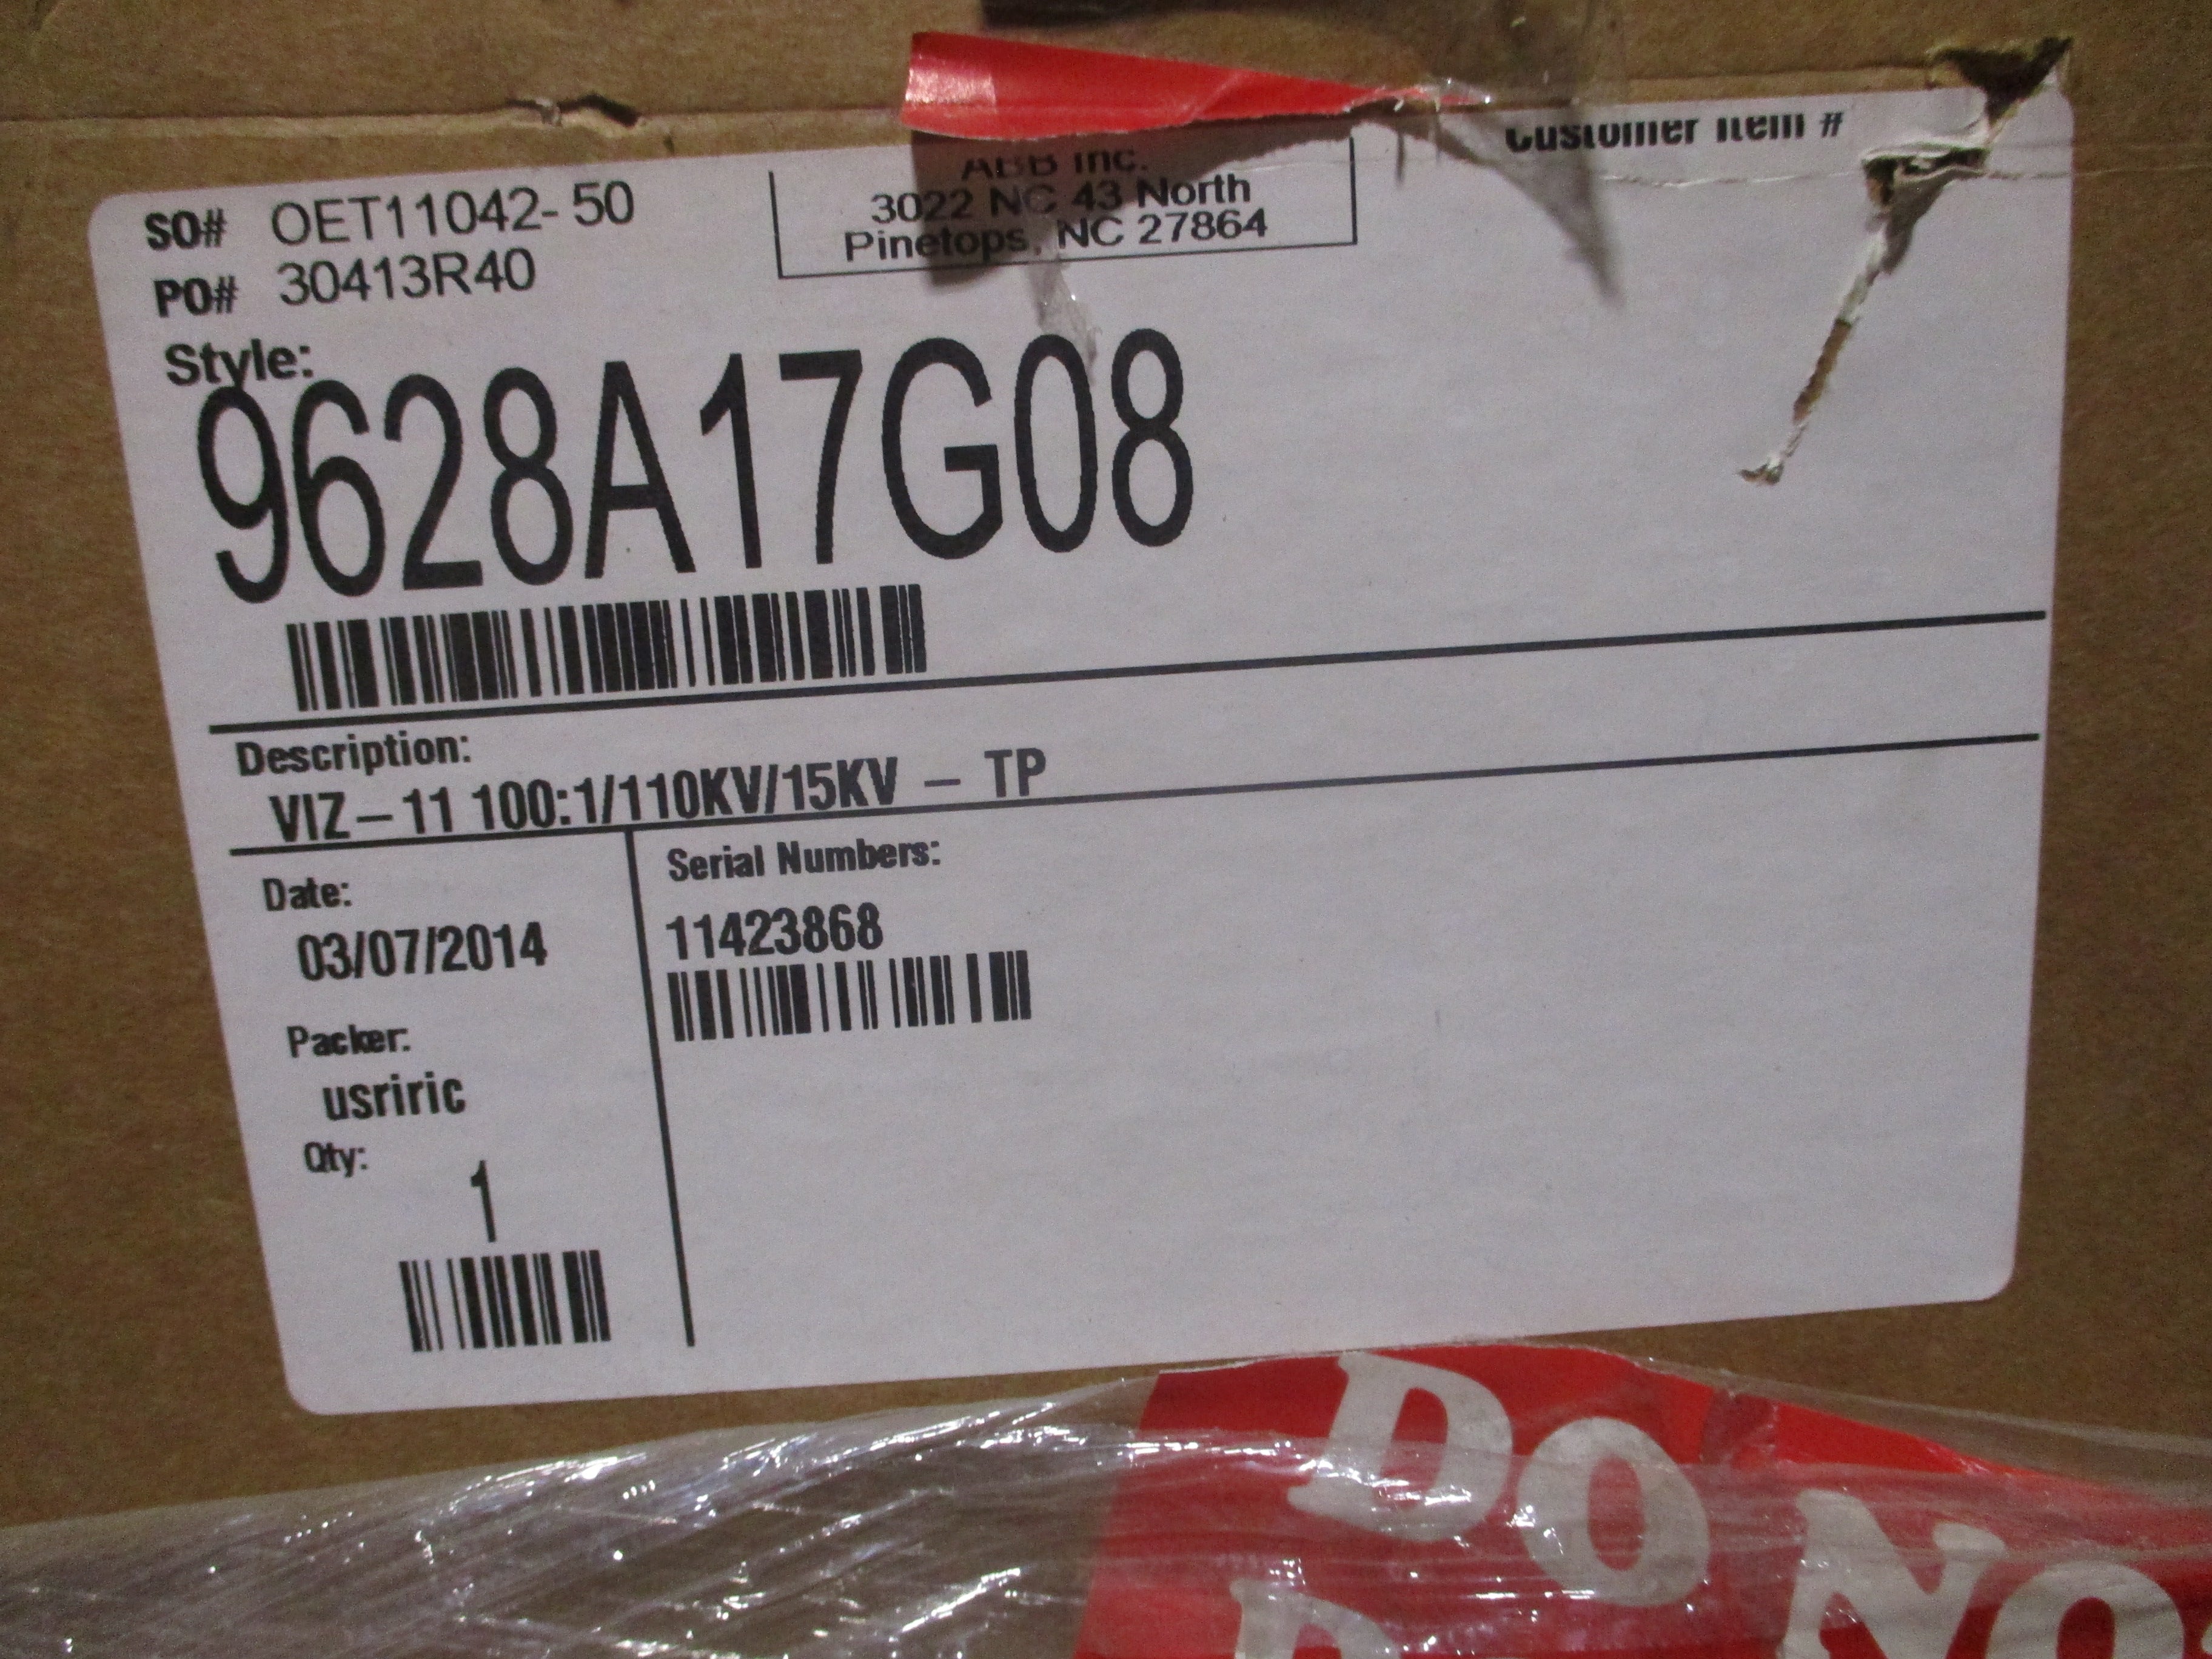 Customer Item #
ABB Inc.
3022 NC 43 North
Pinetops, NC 27864
SO# OET11042-50
PO# 30413R40
Style:
9628A17G08
Description:
VIZ-11 100:1/110KV/15KV - TP
Date:
03/07/2014
Packer:
usriric
Qty:
1
Serial Numbers:
11423868
DO NO